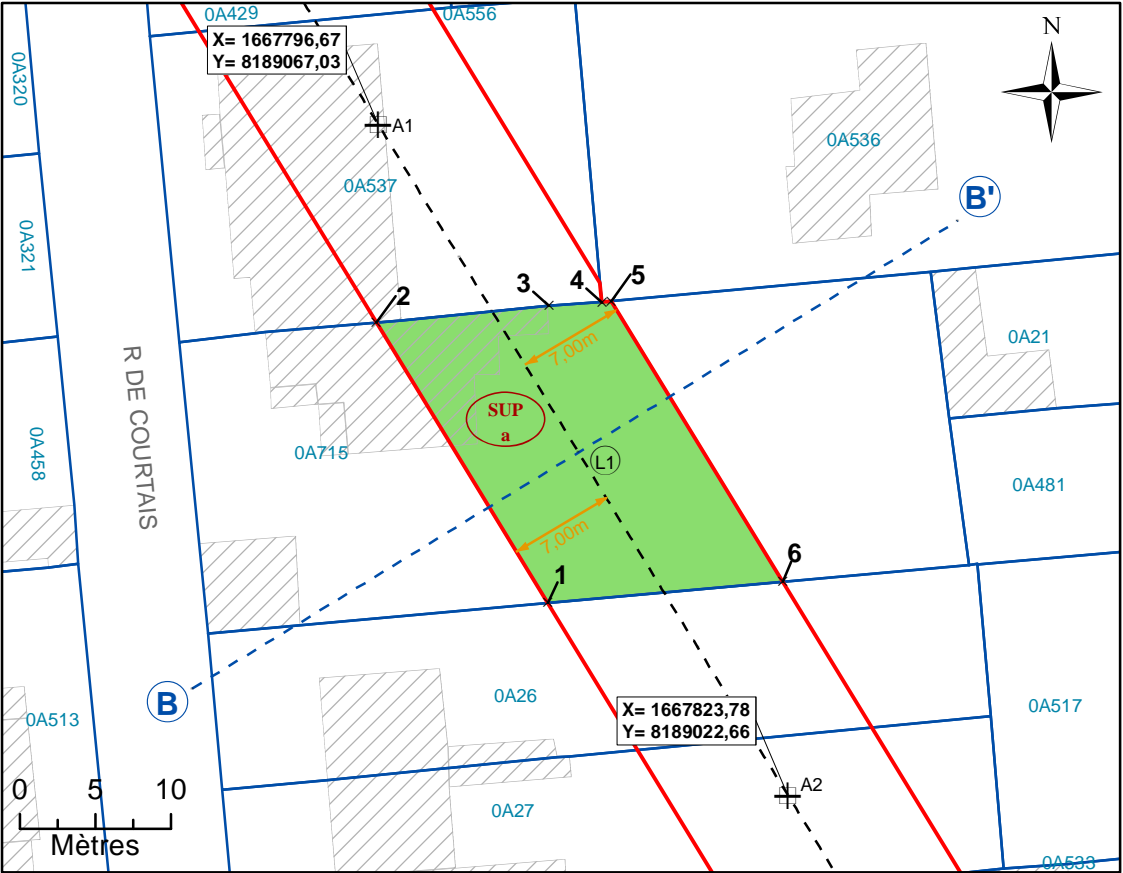 0A429
0A556
X= 1667796,67
Y= 8189067,03
N
0A320
A1
0A536
0A537
B'
0A321
3
4
5
2
7,00m
0A21
R DE COURTAIS
SUP
a
0A458
0A715
L1
0A481
7,00m
1
6
B
0A26
X= 1667823,78
Y= 8189022,66
0A513
0A517
A2
0 5 10
Mètres
0A27
0A533